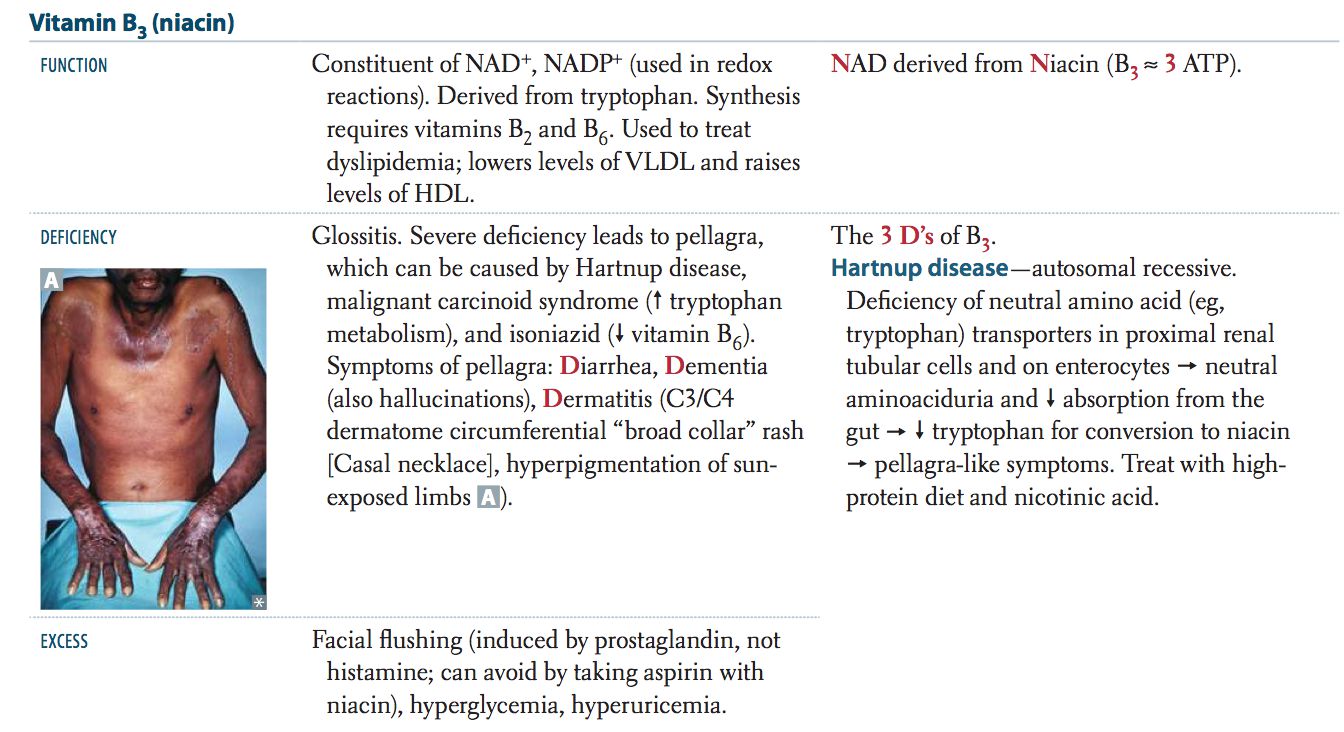 Vitamin B3 (niacin)
FUNCTION
Constituent of NAD+, NADP+ (used in redox
reactions). Derived from tryptophan. Synthesis
requires vitamins B2 and B6. Used to treat
dyslipidemia; lowers levels of VLDL and raises
levels of HDL.
NAD derived from Niacin (B3 ≈ 3 ATP).
DEFICIENCY
A
Glossitis. Severe deficiency leads to pellagra,
which can be caused by Hartnup disease,
malignant carcinoid syndrome (↑ tryptophan
metabolism), and isoniazid (↓ vitamin B6).
Symptoms of pellagra: Diarrhea, Dementia
(also hallucinations), Dermatitis (C3/C4
dermatome circumferential “broad collar” rash
[Casal necklace], hyperpigmentation of sun-
exposed limbs A).
The 3 D’s of B3.
Hartnup disease—autosomal recessive.
Deficiency of neutral amino acid (eg,
tryptophan) transporters in proximal renal
tubular cells and on enterocytes → neutral
aminoaciduria and ↓ absorption from the
gut → ↓ tryptophan for conversion to niacin
→ pellagra-like symptoms. Treat with high-
protein diet and nicotinic acid.
EXCESS
Facial flushing (induced by prostaglandin, not
histamine; can avoid by taking aspirin with
niacin), hyperglycemia, hyperuricemia.